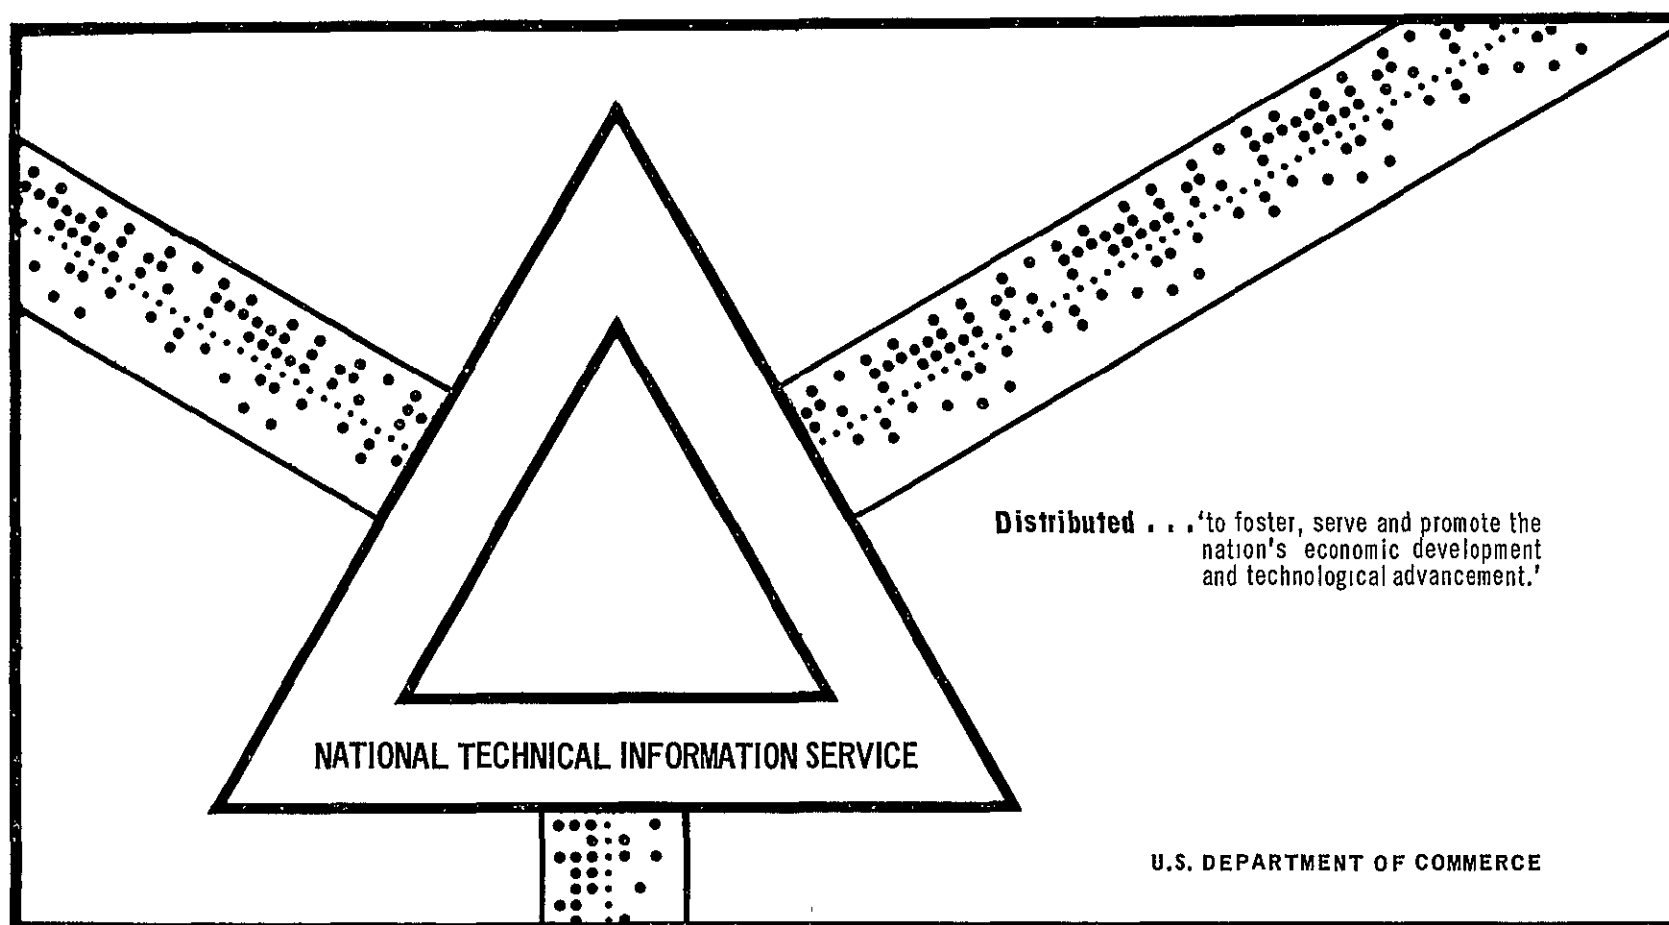 Distributed . . . ‘to foster, serve and promote the
nation's economic development
and technological advancement.’
NATIONAL TECHNICAL INFORMATION SERVICE
U.S. DEPARTMENT OF COMMERCE